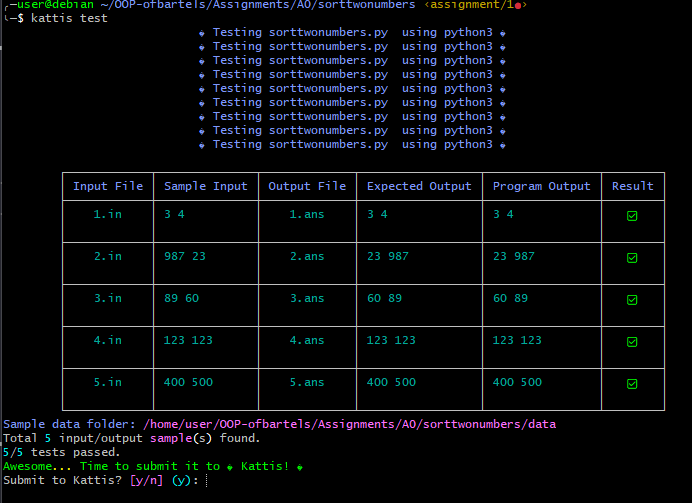 ╭─user@debian ~/OOP-ofbartels/Assignments/A0/sorttwonumbers ‹assignment/1●›
╰─$ kattis test
Testing sorttwonumbers.py  using python3
Testing sorttwonumbers.py  using python3
Testing sorttwonumbers.py  using python3
Testing sorttwonumbers.py  using python3
Testing sorttwonumbers.py  using python3
Testing sorttwonumbers.py  using python3
Testing sorttwonumbers.py  using python3
Testing sorttwonumbers.py  using python3
Testing sorttwonumbers.py  using python3
Input File Sample Input Output File Expected Output Program Output Result
1.in 3 4 1.ans 3 4 3 4 ✅
2.in 987 23 2.ans 23 987 23 987 ✅
3.in 89 60 3.ans 60 89 60 89 ✅
4.in 123 123 4.ans 123 123 123 123 ✅
5.in 400 500 5.ans 400 500 400 500 ✅
Sample data folder: /home/user/OOP-ofbartels/Assignments/A0/sorttwonumbers/data
Total 5 input/output sample(s) found.
5/5 tests passed.
Awesome... Time to submit it to Kattis!
Submit to Kattis? [y/n] (y):